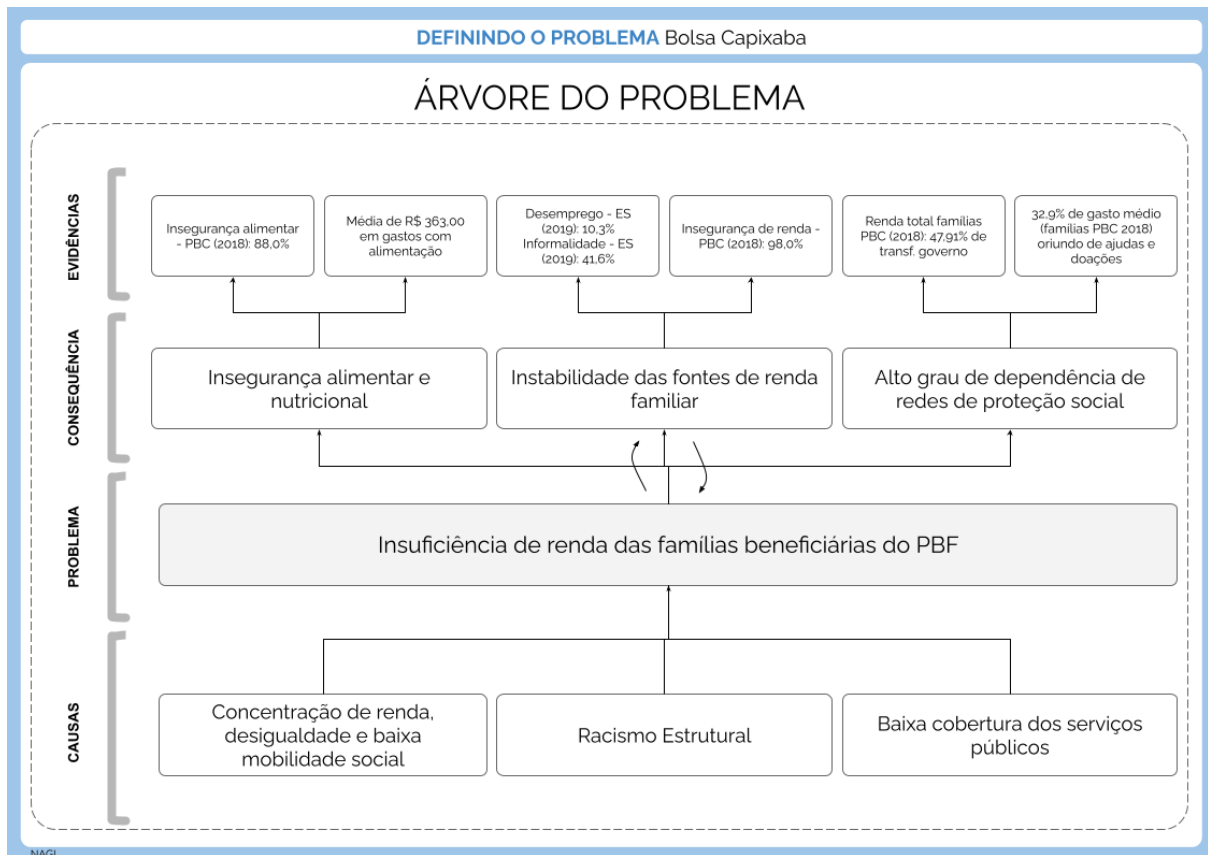 DEFININDO O PROBLEMA Bolsa Capixaba
ÁRVORE DO PROBLEMA
EVIDÊNCIAS
Insegurança alimentar
- PBC (2018): 88,0%
Média de R$ 363,00
em gastos com
alimentação
Desemprego - ES
(2019): 10,3%
Informalidade - ES
(2019): 41,6%
Insegurança de renda -
PBC (2018): 98,0%
Renda total famílias
PBC (2018): 47,91% de
transf. governo
32,9% de gasto médio
(famílias PBC 2018)
oriundo de ajudas e
doações
CONSEQUÊNCIA
Insegurança alimentar e
nutricional
Instabilidade das fontes de renda
familiar
Alto grau de dependência de
redes de proteção social
PROBLEMA
Insuficiência de renda das famílias beneficiárias do PBF
CAUSAS
Concentração de renda,
desigualdade e baixa
mobilidade social
Racismo Estrutural
Baixa cobertura dos serviços
públicos